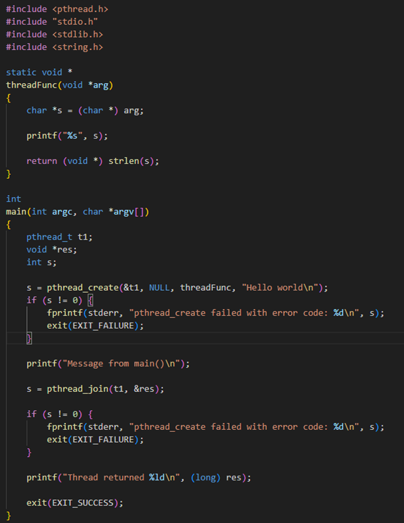 #include <pthread.h>
#include "stdio.h"
#include <stdlib.h>
#include <string.h>

static void *
threadFunc(void *arg)
{
    char *s = (char *) arg;

    printf("%s", s);

    return (void *) strlen(s);
}

int
main(int argc, char *argv[])
{
    pthread_t t1;
    void *res;
    int s;

    s = pthread_create(&t1, NULL, threadFunc, "Hello world\n");
    if (s != 0) {
        fprintf(stderr, "pthread_create failed with error code: %d\n", s);
        exit(EXIT_FAILURE);
    }

    printf("Message from main()\n");

    s = pthread_join(t1, &res);

    if (s != 0) {
        fprintf(stderr, "pthread_create failed with error code: %d\n", s);
        exit(EXIT_FAILURE);
    }

    printf("Thread returned %ld\n", (long) res);

    exit(EXIT_SUCCESS);
}